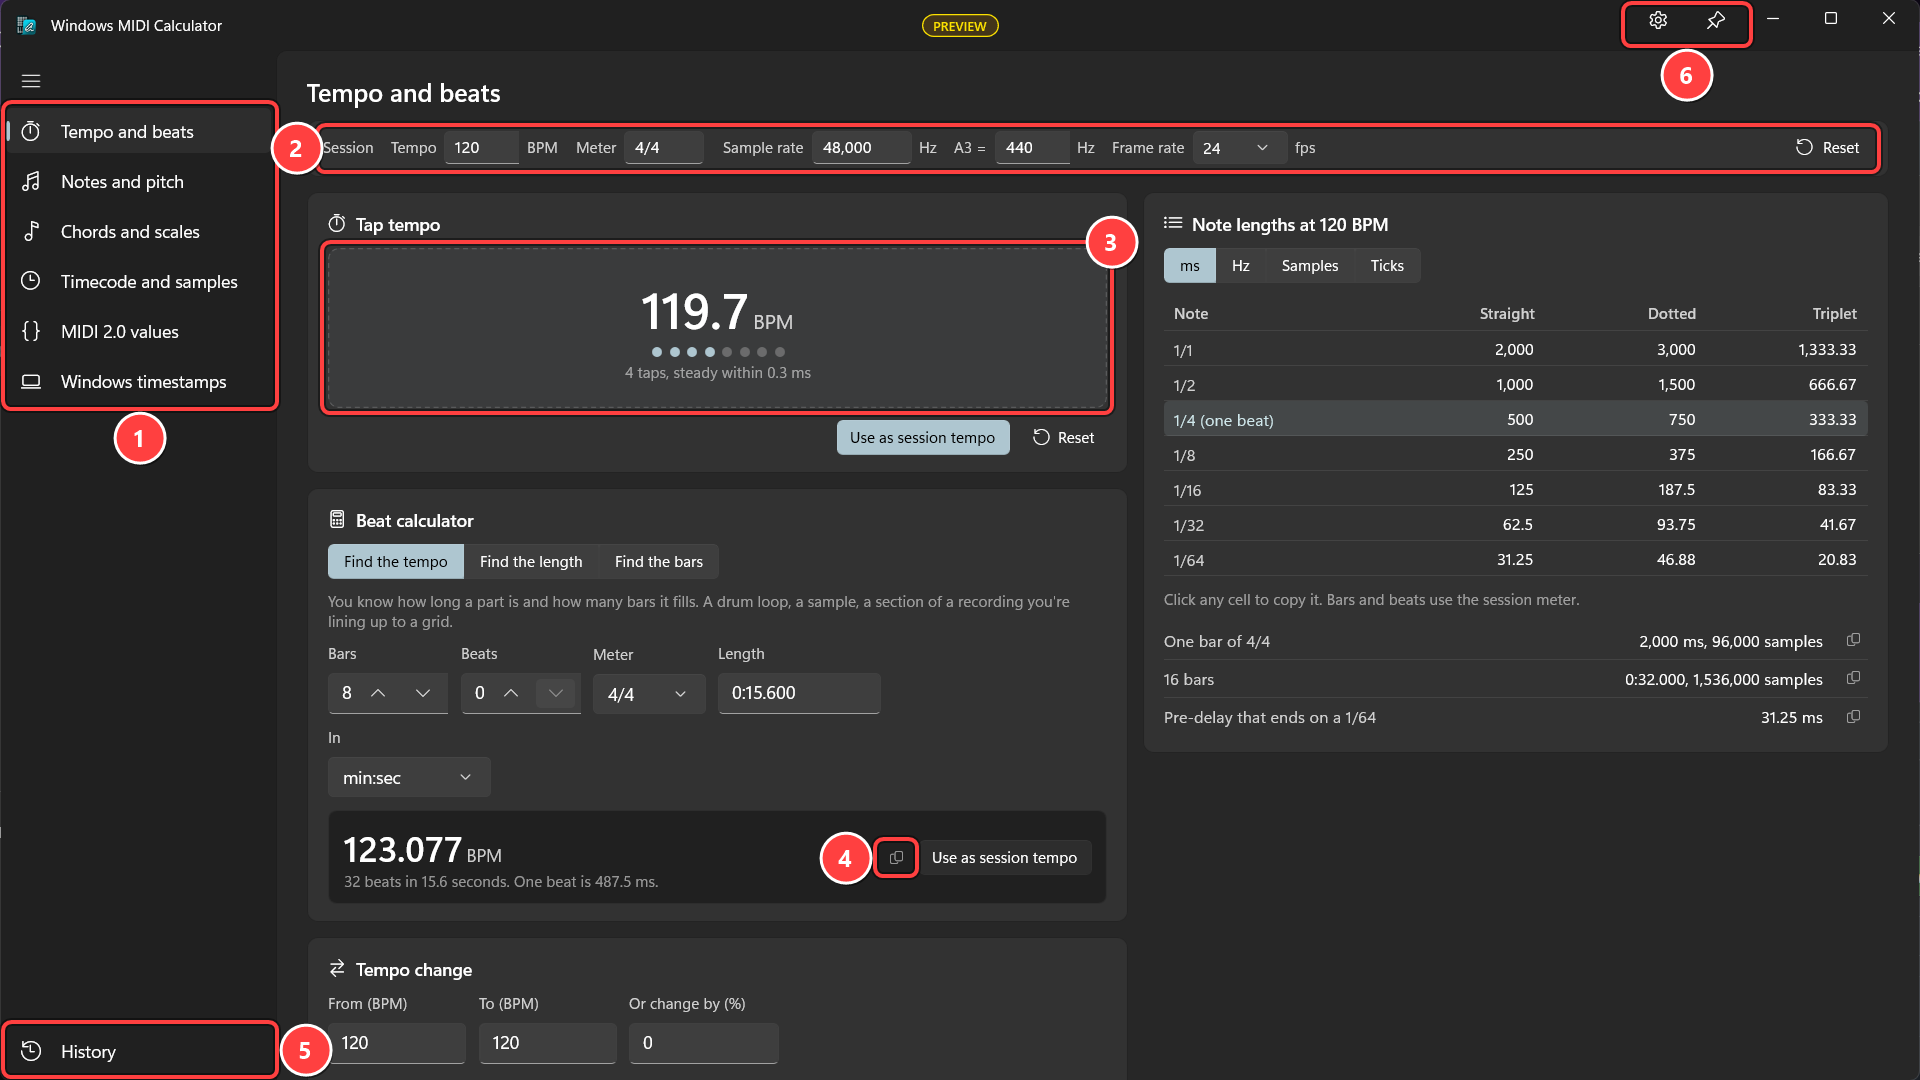 Windows MIDI Calculator
PREVIEW
6
Tempo and beats
Notes and pitch
Chords and scales
Timecode and samples
MIDI 2.0 values
Windows timestamps
1
History
5
Tempo and beats
2
Session Tempo 120 BPM Meter 4/4 Sample rate 48,000 Hz A3 = 440 Hz Frame rate 24 fps Reset
Tap tempo
3
119.7 BPM
4 taps, steady within 0.3 ms
Use as session tempo Reset
Beat calculator
Find the tempo Find the length Find the bars
You know how long a part is and how many bars it fills. A drum loop, a sample, a section of a recording you're
lining up to a grid.
Bars Beats Meter Length
8 0 4/4 0:15.600
In
min:sec
123.077 BPM
32 beats in 15.6 seconds. One beat is 487.5 ms.
4
Use as session tempo
Tempo change
From (BPM) To (BPM) Or change by (%)
120 120 0
Note lengths at 120 BPM
ms Hz Samples Ticks
Note Straight Dotted Triplet
1/1 2,000 3,000 1,333.33
1/2 1,000 1,500 666.67
1/4 (one beat) 500 750 333.33
1/8 250 375 166.67
1/16 125 187.5 83.33
1/32 62.5 93.75 41.67
1/64 31.25 46.88 20.83
Click any cell to copy it. Bars and beats use the session meter.
One bar of 4/4 2,000 ms, 96,000 samples
16 bars 0:32.000, 1,536,000 samples
Pre-delay that ends on a 1/64 31.25 ms